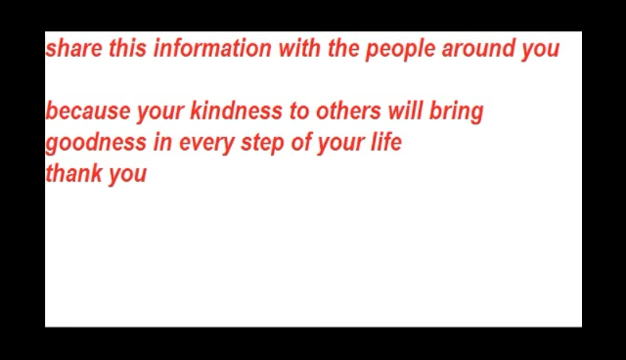 share this information with the people around you
because your kindness to others will bring
goodness in every step of your life
thank you